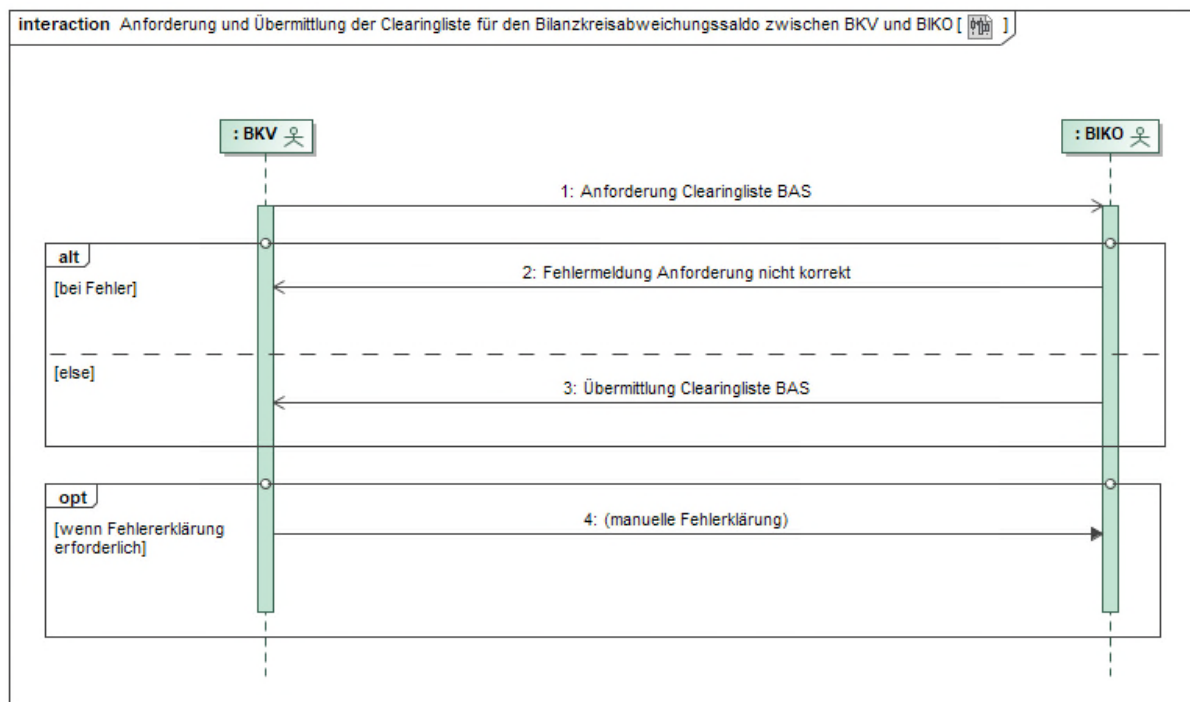 interaction Anforderung und Übermittlung der Clearingliste für den Bilanzkreisabweichungssaldo zwischen BKV und BIKO [ ]
: BKV
: BIKO
1: Anforderung Clearingliste BAS
alt
2: Fehlermeldung Anforderung nicht korrekt
[bei Fehler]
[else]
3: Übermittlung Clearingliste BAS
opt
4: (manuelle Fehlerklärung)
[wenn Fehlererklärung
erforderlich]